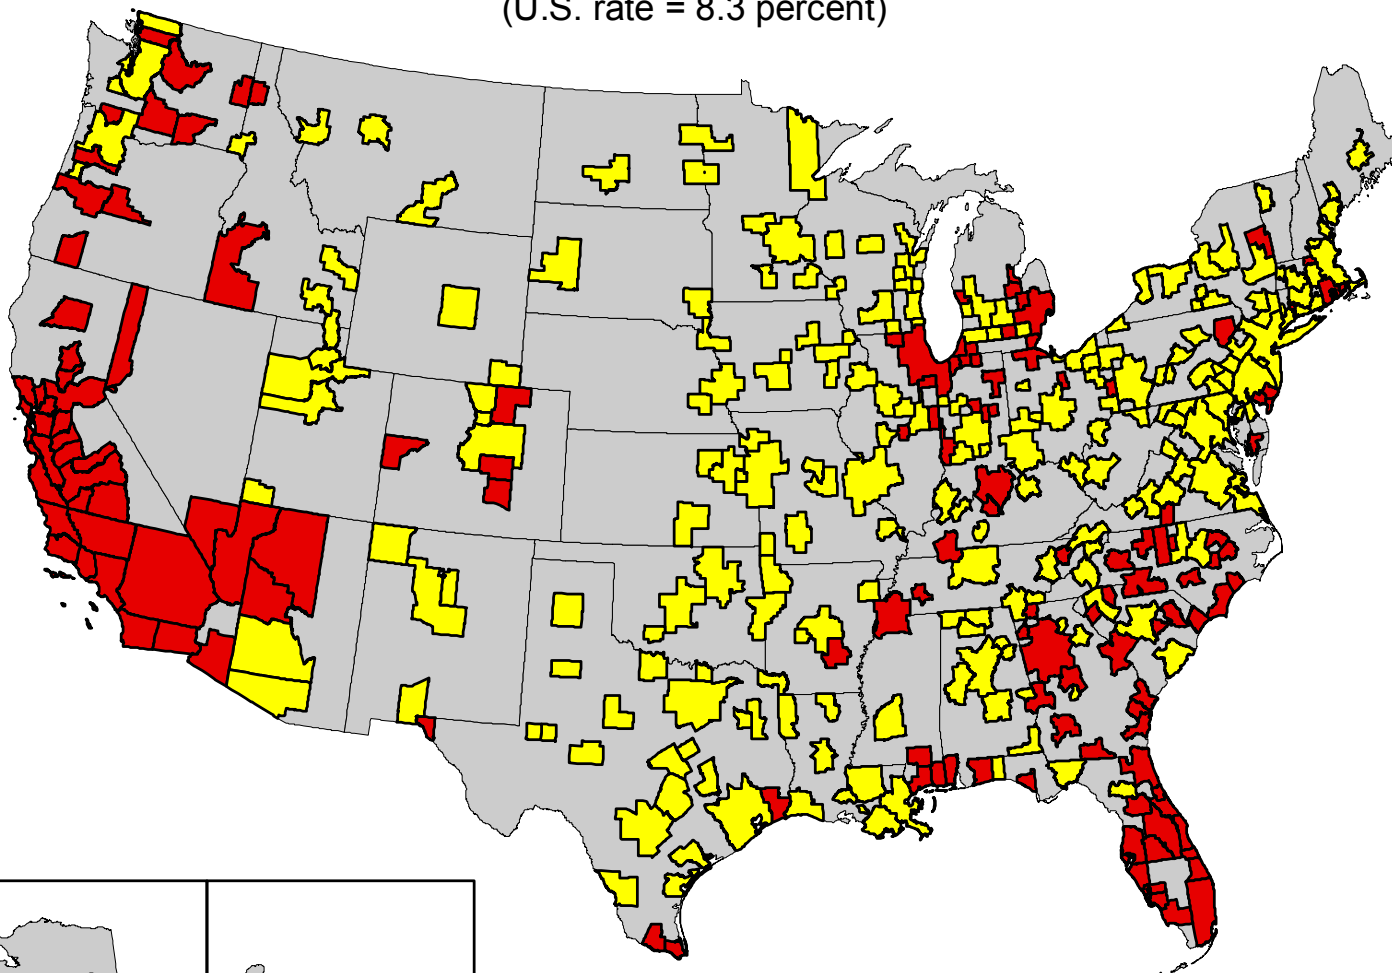 (U.S. rate = 8.3 percent)